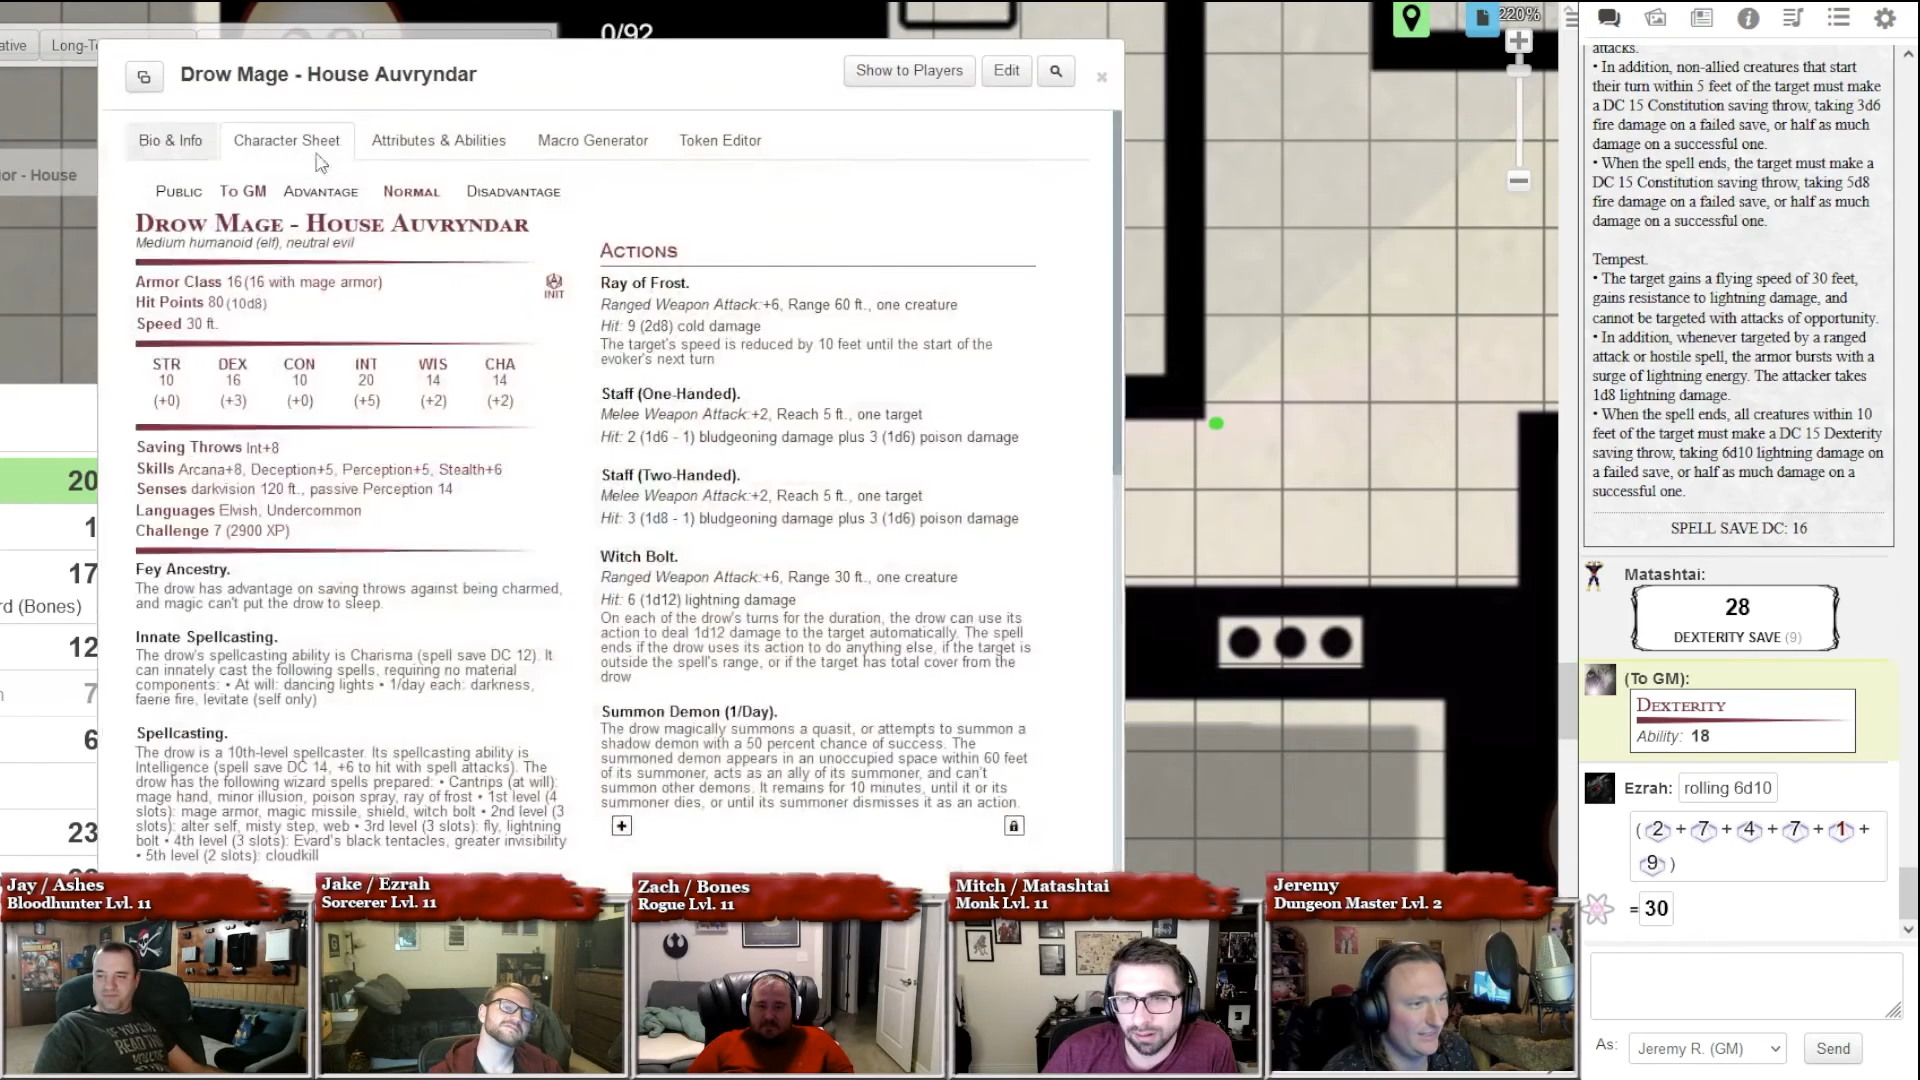 ative
Long-T
0/92
220%
Drow Mage - House Auvryndar
Show to Players
Edit
Bio & Info
Character Sheet
Attributes & Abilities
Macro Generator
Token Editor
or - House
PUBLIC
TO GM
ADVANTAGE
NORMAL
DISADVANTAGE
DROW MAGE - HOUSE AUVRYNDAR
Medium humanoid (elf), neutral evil
Armor Class 16 (16 with mage armor)
INIT
Hit Points 80 (10d8)
Speed 30 ft.
STR DEX CON INT WIS CHA
10 16 10 20 14 14
(+0) (+3) (+0) (+5) (+2) (+2)
Saving Throws Int+8
Skills Arcana+8, Deception+5, Perception+5, Stealth+6
Senses darkvision 120 ft., passive Perception 14
Languages Elvish, Undercommon
Challenge 7 (2900 XP)
Fey Ancestry.
The drow has advantage on saving throws against being charmed,
and magic can't put the drow to sleep.
Innate Spellcasting.
The drow's spellcasting ability is Charisma (spell save DC 12). It
can innately cast the following spells, requiring no material
components: • At will: dancing lights • 1/day each: darkness,
faerie fire, levitate (self only)
Spellcasting.
The drow is a 10th-level spellcaster. Its spellcasting ability is
Intelligence (spell save DC 14, +6 to hit with spell attacks). The
drow has the following wizard spells prepared: • Cantrips (at will):
mage hand, minor illusion, poison spray, ray of frost • 1st level (4
slots): mage armor, magic missile, shield, witch bolt • 2nd level (3
slots): alter self, misty step, web • 3rd level (3 slots): fly, lightning
bolt • 4th level (3 slots): Evard's black tentacles, greater invisibility
• 5th level (2 slots): cloudkill
ACTIONS
Ray of Frost.
Ranged Weapon Attack:+6, Range 60 ft., one creature
Hit: 9 (2d8) cold damage
The target's speed is reduced by 10 feet until the start of the
evoker's next turn
Staff (One-Handed).
Melee Weapon Attack:+2, Reach 5 ft., one target
Hit: 2 (1d6 - 1) bludgeoning damage plus 3 (1d6) poison damage
Staff (Two-Handed).
Melee Weapon Attack:+2, Reach 5 ft., one target
Hit: 3 (1d8 - 1) bludgeoning damage plus 3 (1d6) poison damage
Witch Bolt.
Ranged Weapon Attack:+6, Range 30 ft., one creature
Hit: 6 (1d12) lightning damage
On each of the drow's turns for the duration, the drow can use its
action to deal 1d12 damage to the target automatically. The spell
ends if the drow uses its action to do anything else, if the target is
outside the spell's range, or if the target has total cover from the
drow
Summon Demon (1/Day).
The drow magically summons a quasit, or attempts to summon a
shadow demon with a 50 percent chance of success. The
summoned demon appears in an unoccupied space within 60 feet
of its summoner, acts as an ally of its summoner, and can't
summon other demons. It remains for 10 minutes, until it or its
summoner dies, or until its summoner dismisses it as an action.
20
1
17
rd (Bones)
12
7
6
23
attacks.
• In addition, non-allied creatures that start
their turn within 5 feet of the target must make
a DC 15 Constitution saving throw, taking 3d6
fire damage on a failed save, or half as much
damage on a successful one.
• When the spell ends, the target must make a
DC 15 Constitution saving throw, taking 5d8
fire damage on a failed save, or half as much
damage on a successful one.
Tempest.
• The target gains a flying speed of 30 feet,
gains resistance to lightning damage, and
cannot be targeted with attacks of opportunity.
• In addition, whenever targeted by a ranged
attack or hostile spell, the armor bursts with a
surge of lightning energy. The attacker takes
1d8 lightning damage.
• When the spell ends, all creatures within 10
feet of the target must make a DC 15 Dexterity
saving throw, taking 6d10 lightning damage on
a failed save, or half as much damage on a
successful one.
SPELL SAVE DC: 16
Matashtai:
28
DEXTERITY SAVE (9)
(To GM):
DEXTERITY
Ability: 18
Ezrah: rolling 6d10
(2+7+4+7+1+
9)
=30
As:
Jeremy R. (GM)
Send
Jay / Ashes
Bloodhunter Lvl. 11
Jake / Ezrah
Sorcerer Lvl. 11
Zach / Bones
Rogue Lvl. 11
Mitch / Matashtai
Monk Lvl. 11
Jeremy
Dungeon Master Lvl. 2